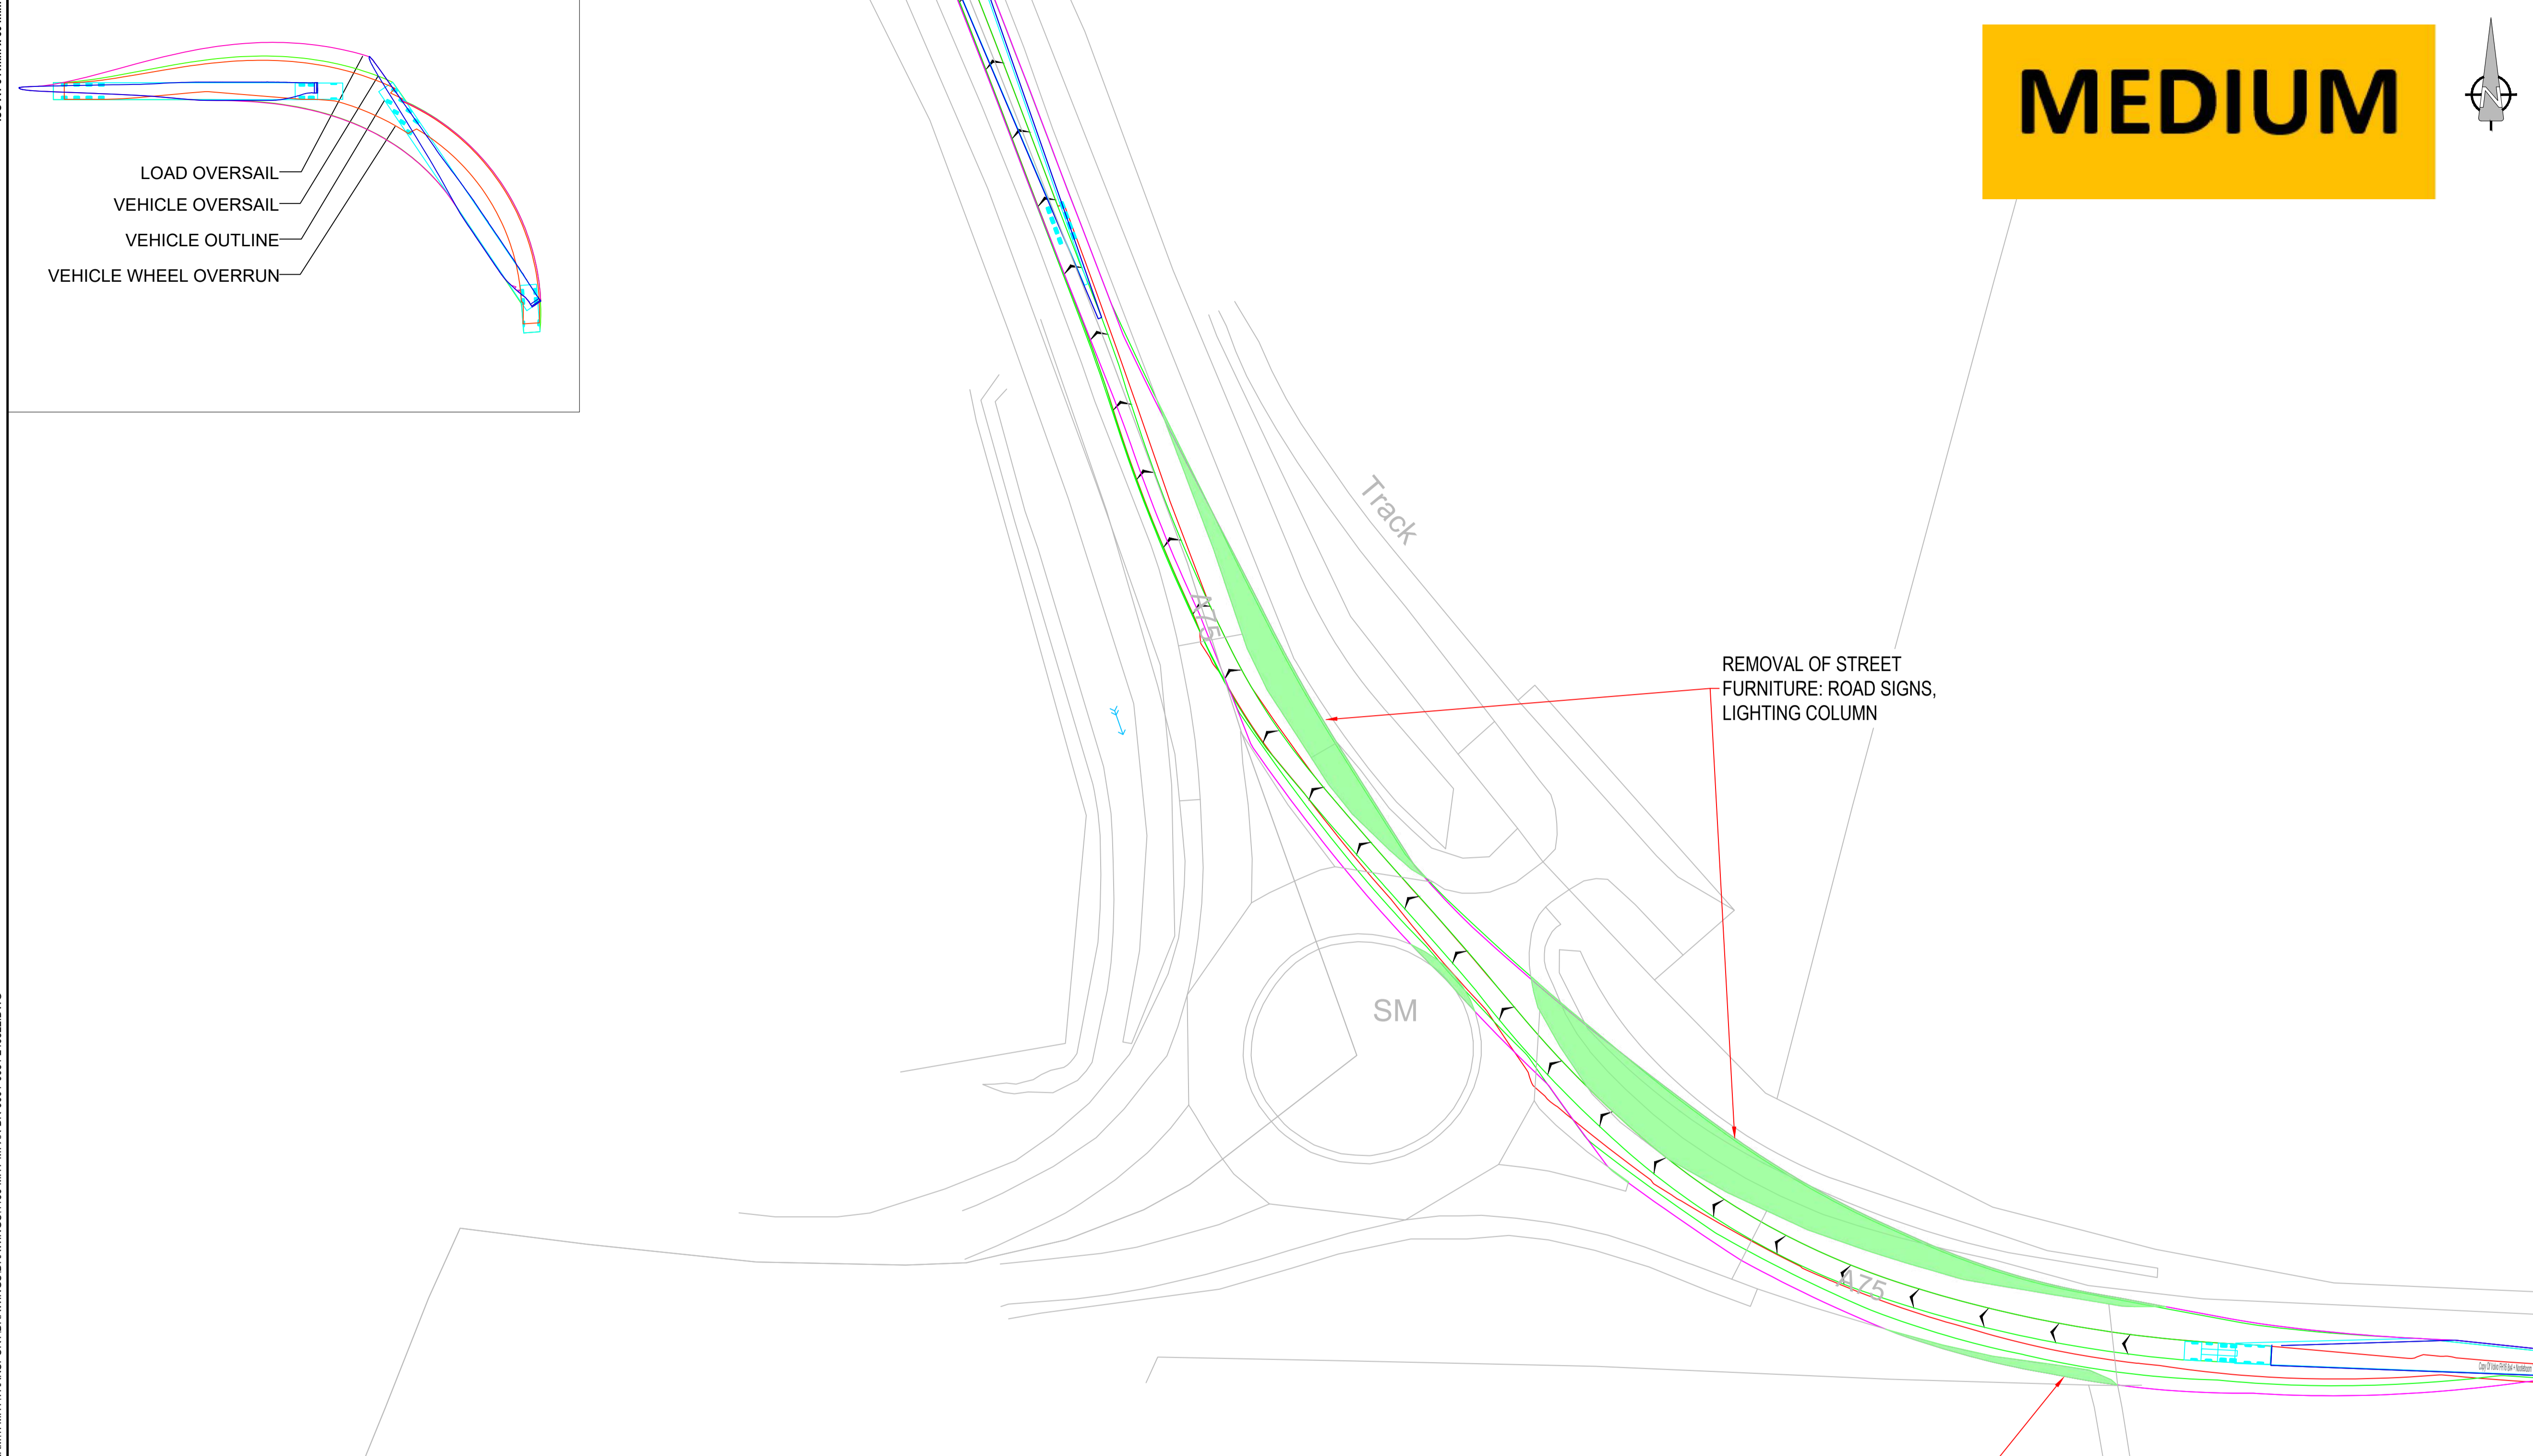 MEDIUM
N
LOAD OVERSAIL
VEHICLE OVERSAIL
VEHICLE OUTLINE
VEHICLE WHEEL OVERRUN
Track
A75
REMOVAL OF STREET
FURNITURE: ROAD SIGNS,
LIGHTING COLUMN
SM
A75